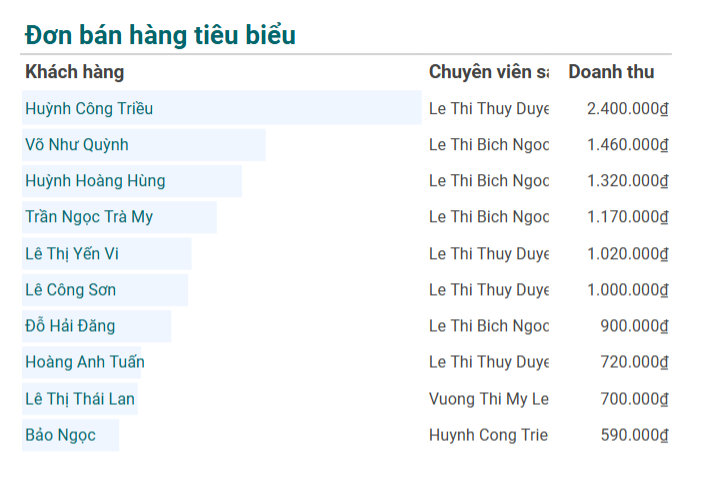 Đơn bán hàng tiêu biểu
Khách hàng Chuyên viên sả Doanh thu
Huỳnh Công Triều Le Thi Thuy Duye 2.400.000₫
Võ Như Quỳnh Le Thi Bich Ngoc 1.460.000₫
Huỳnh Hoàng Hùng Le Thi Bich Ngoc 1.320.000₫
Trần Ngọc Trà My Le Thi Bich Ngoc 1.170.000₫
Lê Thị Yến Vi Le Thi Thuy Duye 1.020.000₫
Lê Công Sơn Le Thi Thuy Duye 1.000.000₫
Đỗ Hải Đăng Le Thi Bich Ngoc 900.000₫
Hoàng Anh Tuấn Le Thi Thuy Duye 720.000₫
Lê Thị Thái Lan Vuong Thi My Le 700.000₫
Bảo Ngọc Huynh Cong Trie 590.000₫